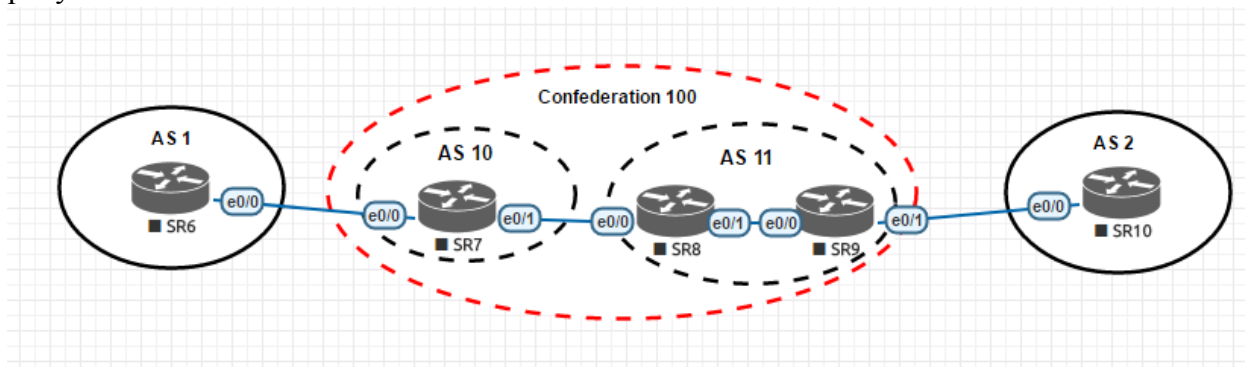 Confederation 100
AS 1
AS 10
AS 11
AS 2
e0/0
e0/0
e0/1
e0/0
e0/1
e0/0
e0/1
e0/0
SR6
SR7
SR8
SR9
SR10